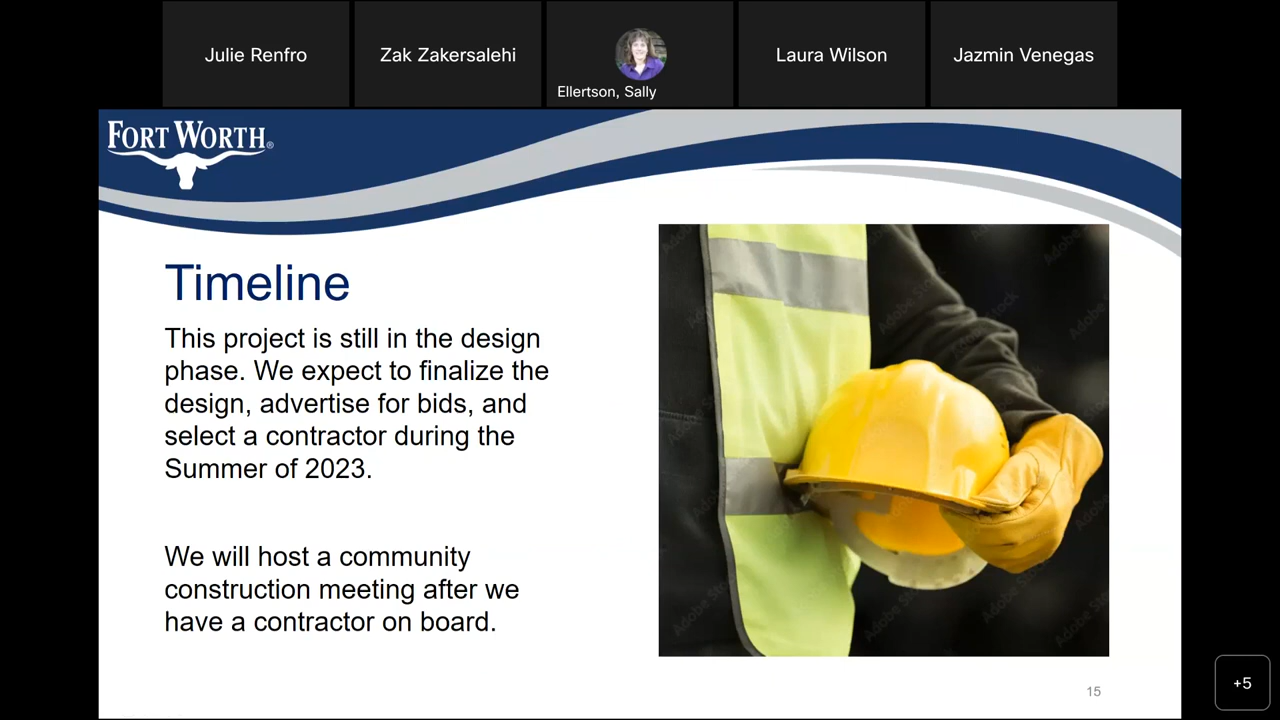 Julie Renfro
Zak Zakersalehi
Ellertson, Sally
Laura Wilson
Jazmin Venegas
FORT WORTH®
Timeline
This project is still in the design
phase. We expect to finalize the
design, advertise for bids, and
select a contractor during the
Summer of 2023.
We will host a community
construction meeting after we
have a contractor on board.
Adobe Stock
15
+5